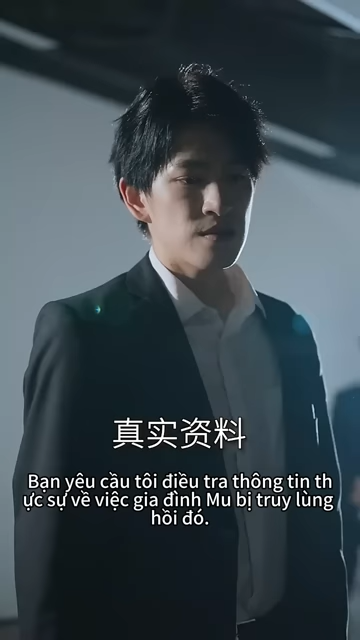 真实资料
Bạn yêu cầu tôi điều tra thông tin th
ực sự về việc gia đình Mu bị truy lùng
hồi đó.